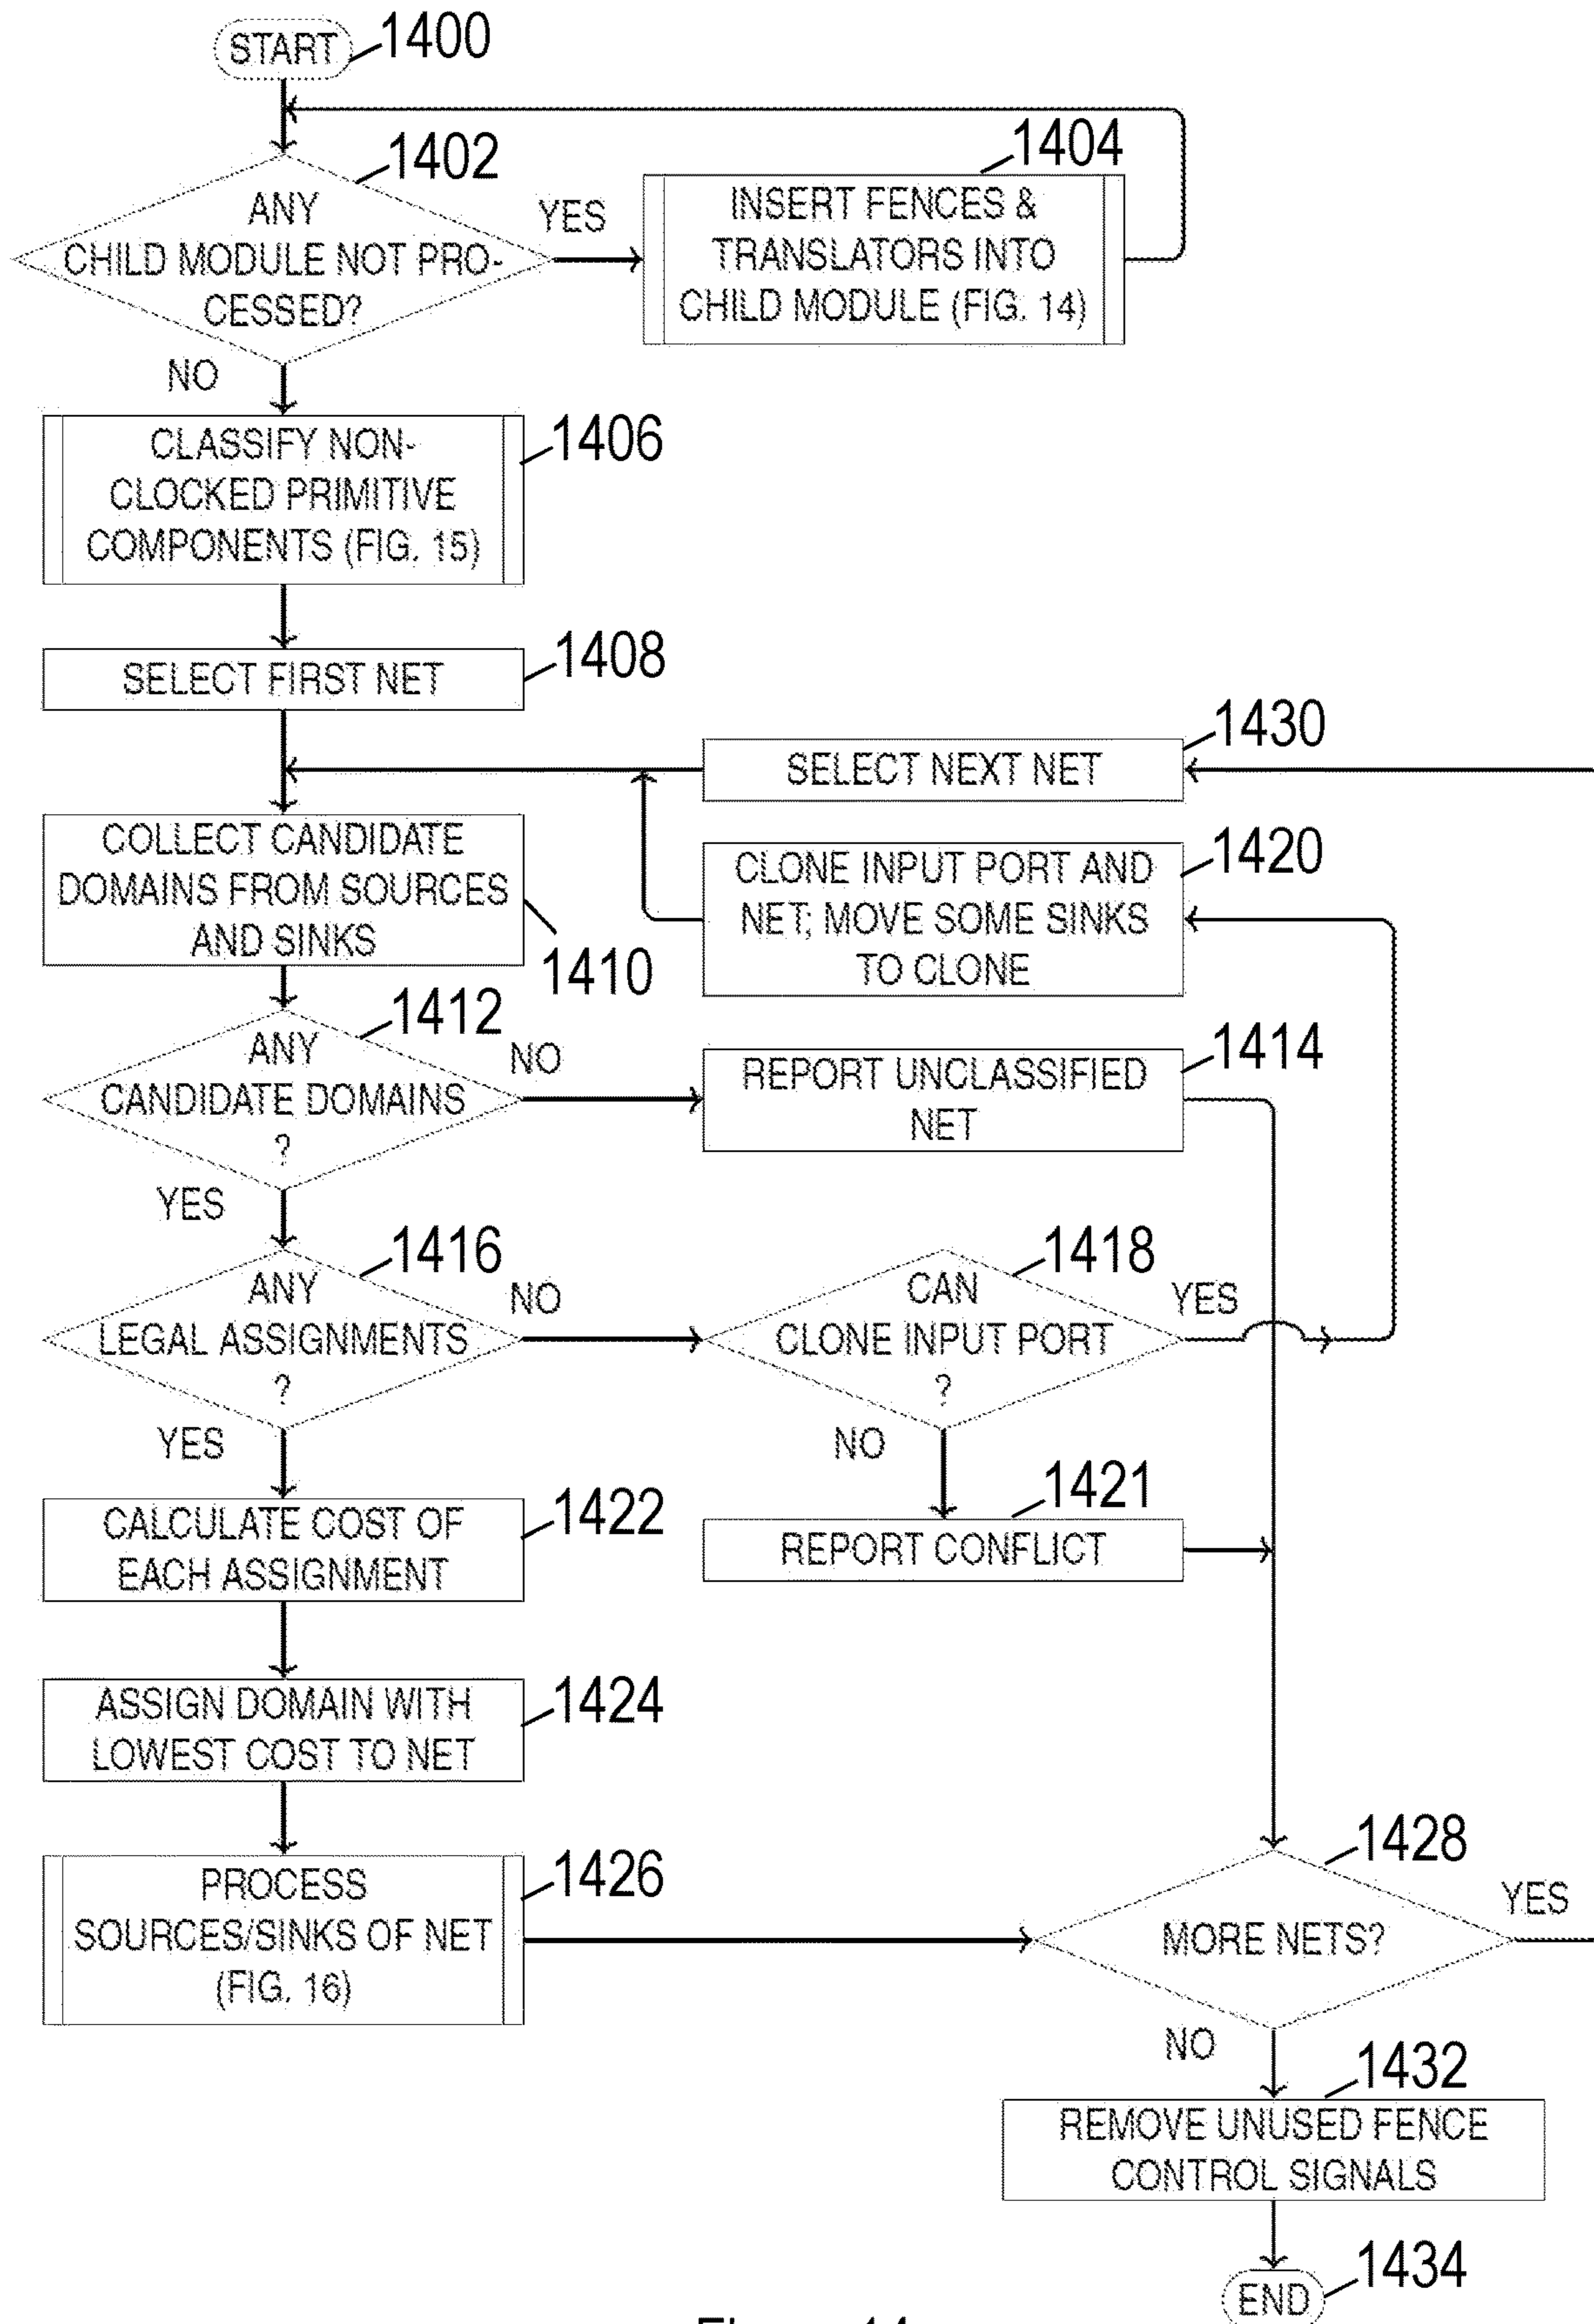 START
1400
1402
ANY
CHILD MODULE NOT PRO-
CESSED?
YES
1404
INSERT FENCES &
TRANSLATORS INTO
CHILD MODULE (FIG. 14)
NO
CLASSIFY NON-
CLOCKED PRIMITIVE
COMPONENTS (FIG. 15)
1406
SELECT FIRST NET
1408
SELECT NEXT NET
1430
COLLECT CANDIDATE
DOMAINS FROM SOURCES
AND SINKS
1410
CLONE INPUT PORT AND
NET; MOVE SOME SINKS
TO CLONE
1420
1412
ANY
CANDIDATE DOMAINS
?
NO
REPORT UNCLASSIFIED
NET
1414
YES
1416
ANY
LEGAL ASSIGNMENTS
?
NO
1418
CAN
CLONE INPUT PORT
?
YES
YES
NO
CALCULATE COST OF
EACH ASSIGNMENT
1422
1421
REPORT CONFLICT
ASSIGN DOMAIN WITH
LOWEST COST TO NET
1424
PROCESS
SOURCES/SINKS OF NET
(FIG. 16)
1426
1428
MORE NETS?
YES
NO
1432
REMOVE UNUSED FENCE
CONTROL SIGNALS
END
1434